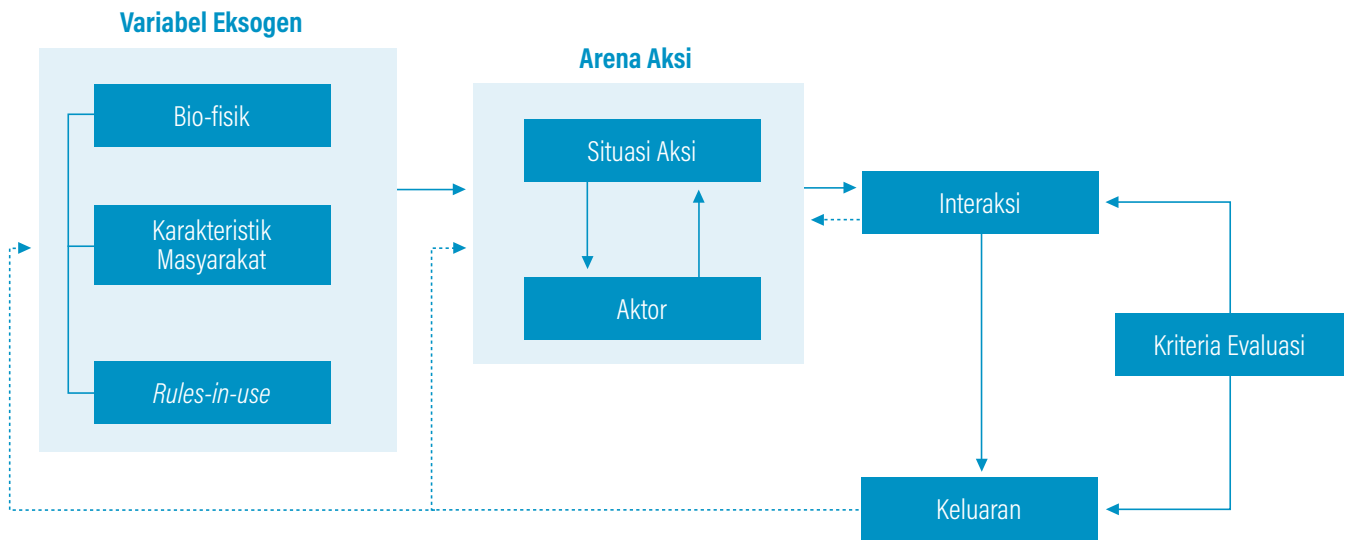 Variabel Eksogen
Bio-fisik
Karakteristik
Masyarakat
Rules-in-use
Arena Aksi
Situasi Aksi
Aktor
Interaksi
Kriteria Evaluasi
Keluaran